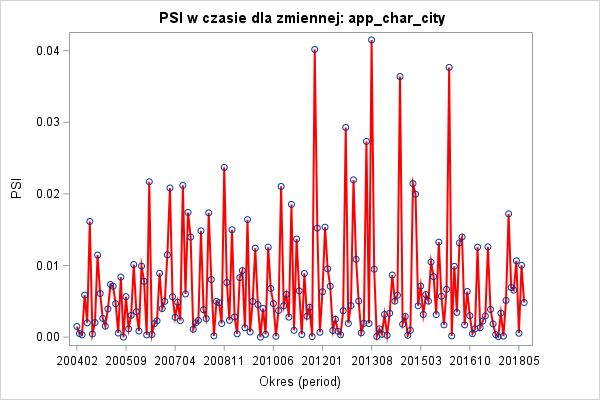 PSI w czasie dla zmiennej: app_char_city
PSI
0.04
0.03
0.02
0.01
0.00
200402 200509 200704 200811 201006 201201 201308 201503 201610 201805
Okres (period)